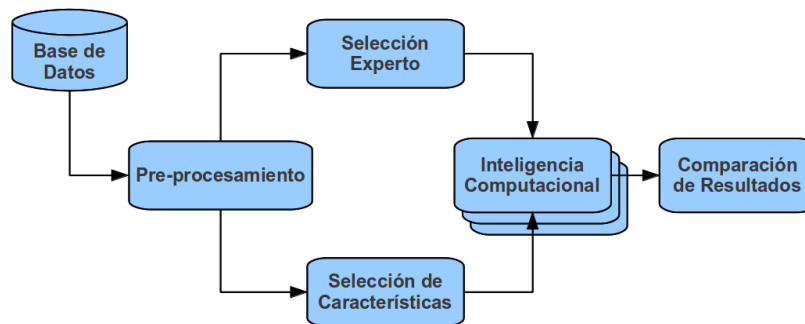 Base de
Datos
Selección
Experto
Pre-procesamiento
Inteligencia
Computacional
Comparación
de Resultados
Selección de
Características